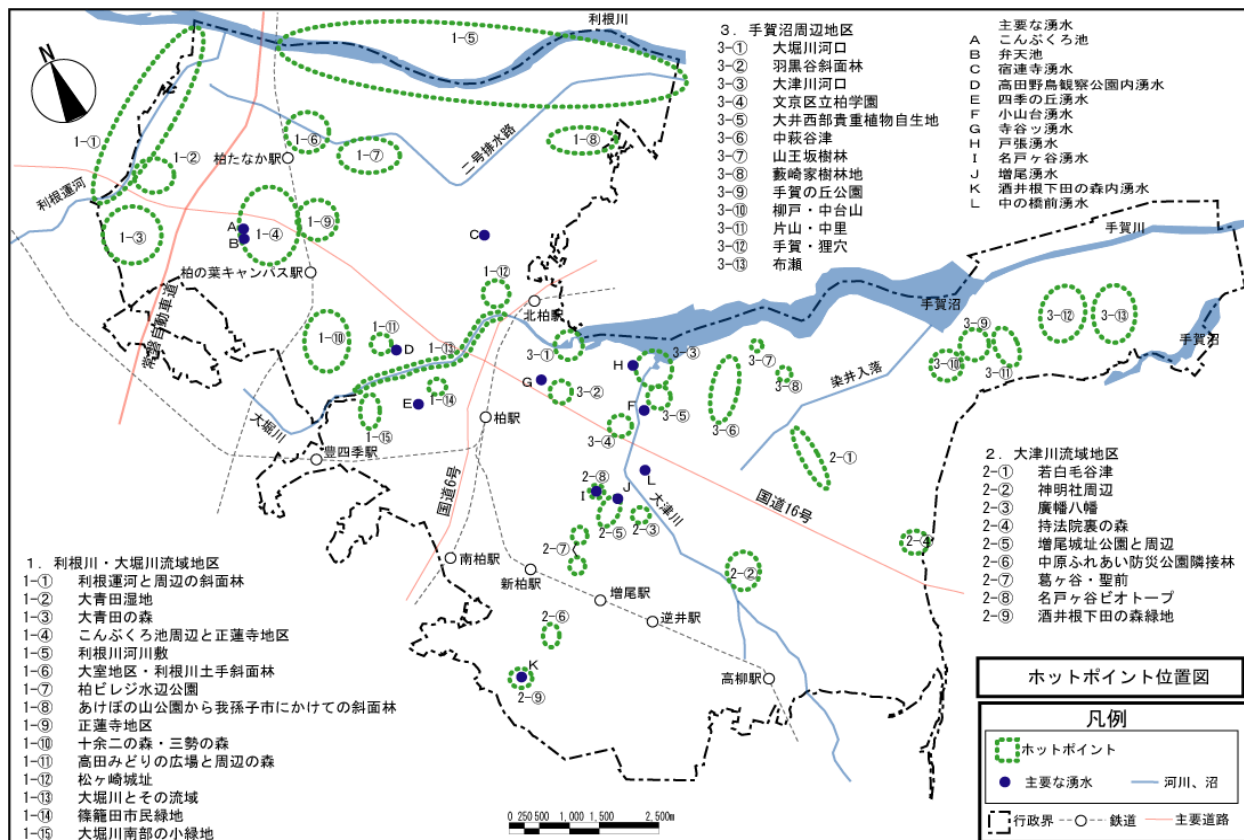 利根川
1-⑤
N
1-①
1-②
利根運河
1-③
1-⑥
柏たなか駅
1-⑦
二号排水路
1-⑧
A
B
1-④
1-⑨
C
柏の葉キャンパス駅
常磐自動車道
1-⑩
1-⑪
D
1-⑫
北柏駅
1-⑬
1-⑭
E
1-⑮
大堀川
豊四季駅
国道6号
柏駅
G
3-①
3-②
H
3-③
F
3-⑤
3-④
3-⑥
3-⑦
3-⑧
手賀沼
手賀川
手賀沼
染井入落
3-⑨
3-⑩
3-⑪
3-⑫
3-⑬
2-①
L
2-⑧
I
J
2-⑤
2-③
大津川
国道16号
2-④
2-⑦
2-②
南柏駅
新柏駅
増尾駅
逆井駅
高柳駅
2-⑥
K
2-⑨
3．手賀沼周辺地区
3-① 大堀川河口
3-② 羽黒谷斜面林
3-③ 大津川河口
3-④ 文京区立柏学園
3-⑤ 大井西部貴重植物自生地
3-⑥ 中萩谷津
3-⑦ 山王坂樹林
3-⑧ 藪崎家樹林地
3-⑨ 手賀の丘公園
3-⑩ 柳戸・中台山
3-⑪ 片山・中里
3-⑫ 手賀・狸穴
3-⑬ 布瀬
主要な湧水
A こんぶくろ池
B 弁天池
C 宿連寺湧水
D 高田野鳥観察公園内湧水
E 四季の丘湧水
F 小山台湧水
G 寺谷ッ湧水
H 戸張湧水
I 名戸ヶ谷湧水
J 増尾湧水
K 酒井根下田の森内湧水
L 中の橋前湧水
2．大津川流域地区
2-① 若白毛谷津
2-② 神明社周辺
2-③ 廣幡八幡
2-④ 持法院裏の森
2-⑤ 増尾城址公園と周辺
2-⑥ 中原ふれあい防災公園隣接林
2-⑦ 葛ヶ谷・聖前
2-⑧ 名戸ヶ谷ビオトープ
2-⑨ 酒井根下田の森緑地
1．利根川・大堀川流域地区
1-① 利根運河と周辺の斜面林
1-② 大青田湿地
1-③ 大青田の森
1-④ こんぶくろ池周辺と正蓮寺地区
1-⑤ 利根川河川敷
1-⑥ 大室地区・利根川土手斜面林
1-⑦ 柏ビレジ水辺公園
1-⑧ あけぼの山公園から我孫子市にかけての斜面林
1-⑨ 正蓮寺地区
1-⑩ 十余二の森・三勢の森
1-⑪ 高田みどりの広場と周辺の森
1-⑫ 松ヶ崎城址
1-⑬ 大堀川とその流域
1-⑭ 篠籠田市民緑地
1-⑮ 大堀川南部の小緑地
0 250 500 1,000 1,500 2,500m
ホットポイント位置図
凡例
ホットポイント
主要な湧水 河川、沼
行政界 鉄道 主要道路